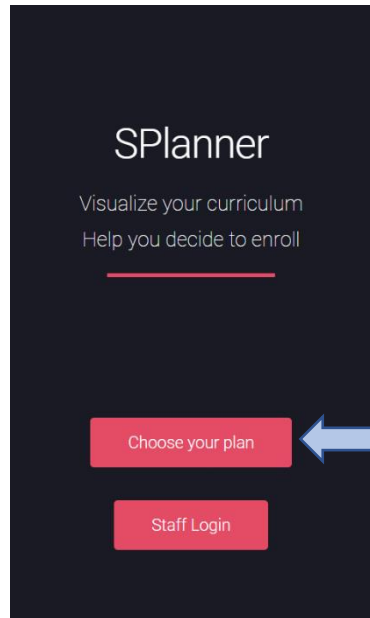 SPlanner
Visualize your curriculum
Help you decide to enroll
Choose your plan
Staff Login